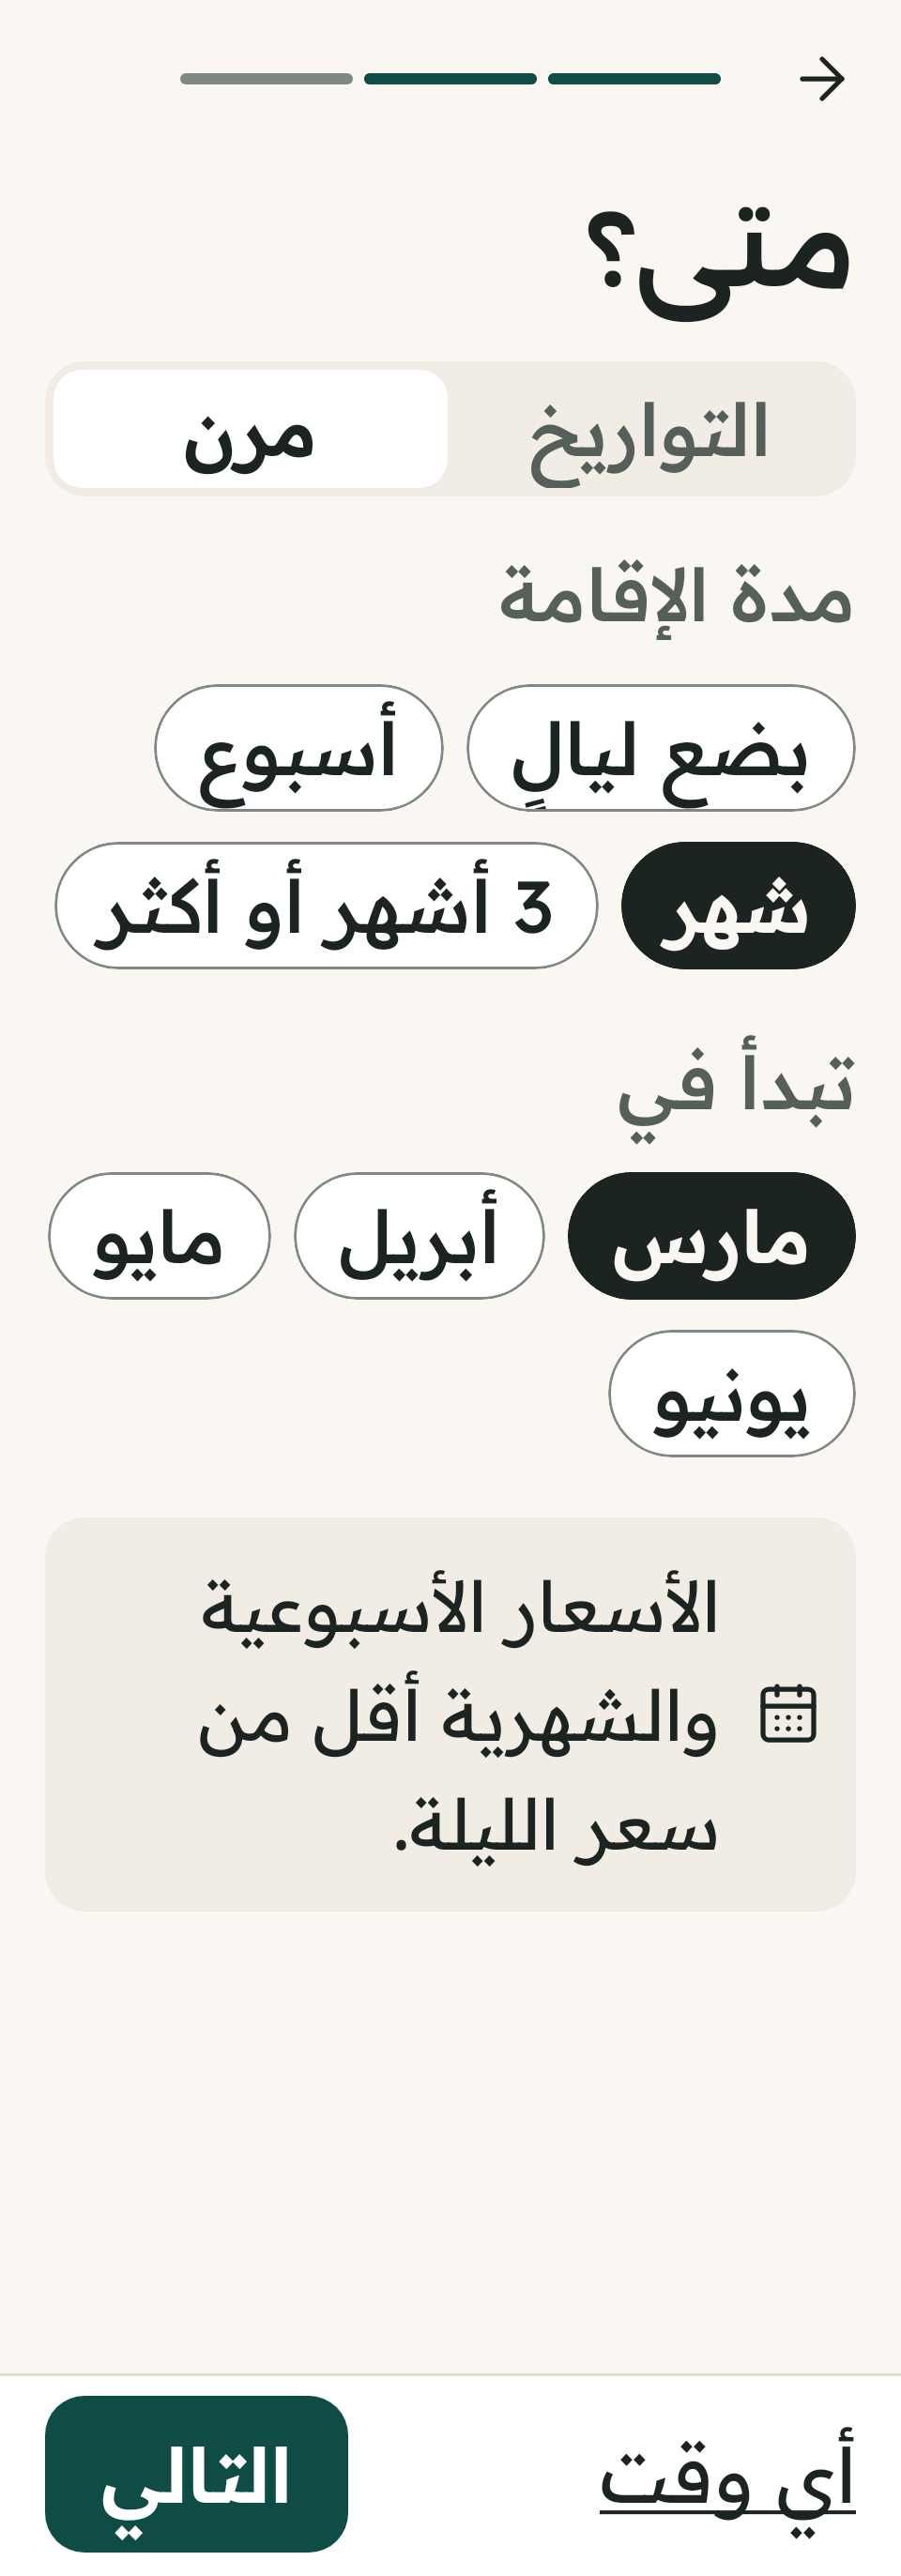 متى؟
التواريخ
مرن
مدة الإقامة
بضع ليالٍ
أسبوع
شهر
3 أشهر أو أكثر
تبدأ في
مارس
أبريل
مايو
يونيو
الأسعار الأسبوعية
والشهرية أقل من
سعر الليلة.
أي وقت
التالي